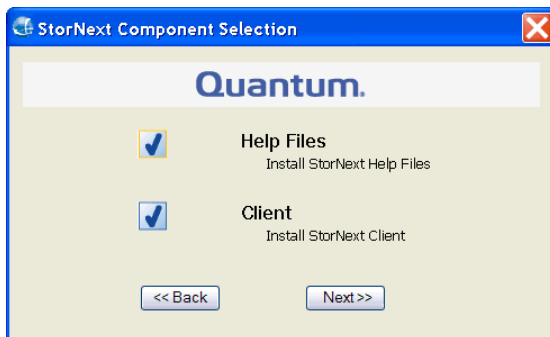 StorNext Component Selection
Quantum.
Help Files
Install StorNext Help Files
Client
Install StorNext Client
<< Back
Next >>